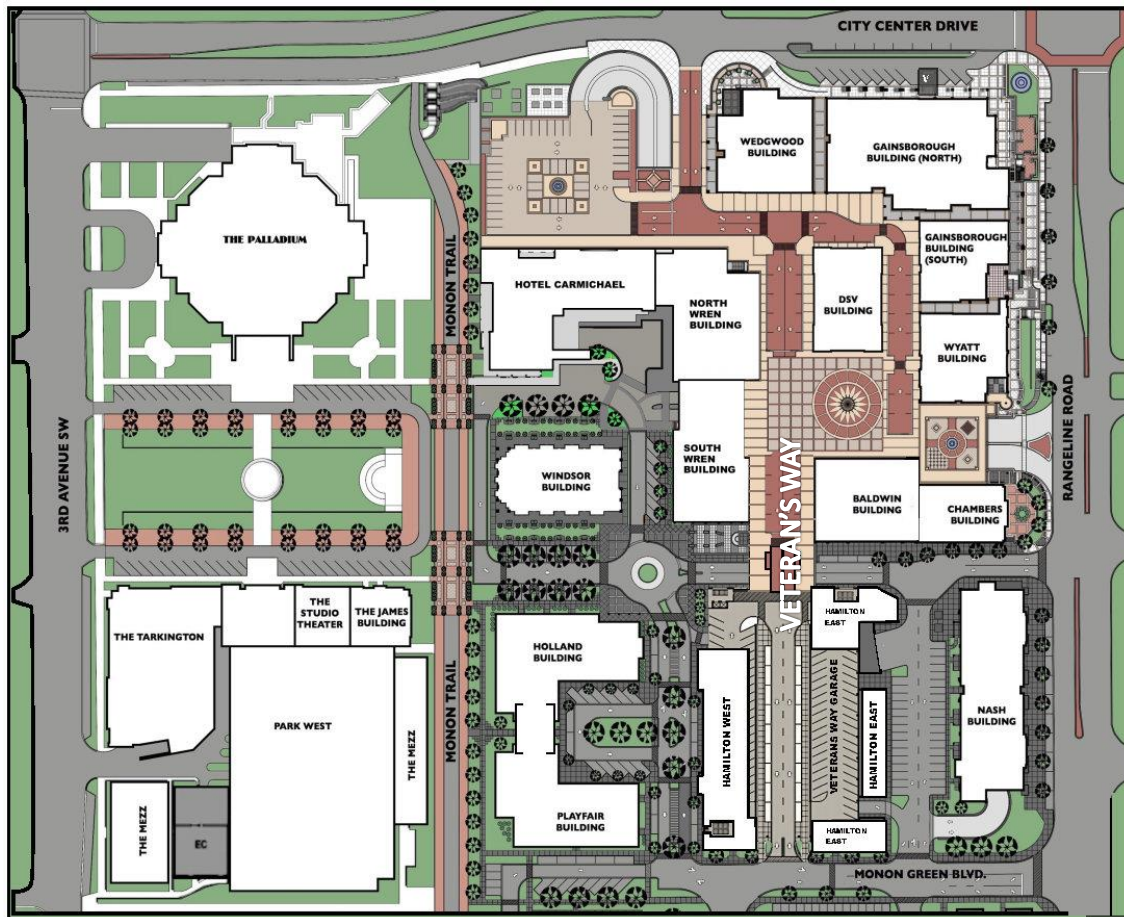 CITY CENTER DRIVE
A
WEDGWOOD
BUILDING
GAINSBOROUGH
BUILDING (NORTH)
THE PALLADIUM
MONON TRAIL
HOTEL CARMICHAEL
NORTH
WREN
BUILDING
DSV
BUILDING
GAINSBOROUGH
BUILDING
(SOUTH)
WYATT
BUILDING
3RD AVENUE SW
WINDSOR
BUILDING
SOUTH
WREN
BUILDING
VETERAN'S WAY
BALDWIN
BUILDING
CHAMBERS
BUILDING
RANGELINE ROAD
THE TARKINGTON
THE
STUDIO
THEATER
THE JAMES
BUILDING
HOLLAND
BUILDING
HAMILTON
EAST
PARK WEST
THE MEZZ
MONON TRAIL
HAMILTON WEST
VETERANS WAY GARAGE
HAMILTON EAST
NASH
BUILDING
THE MEZZ
EC
PLAYFAIR
BUILDING
HAMILTON
EAST
MONON GREEN BLVD.